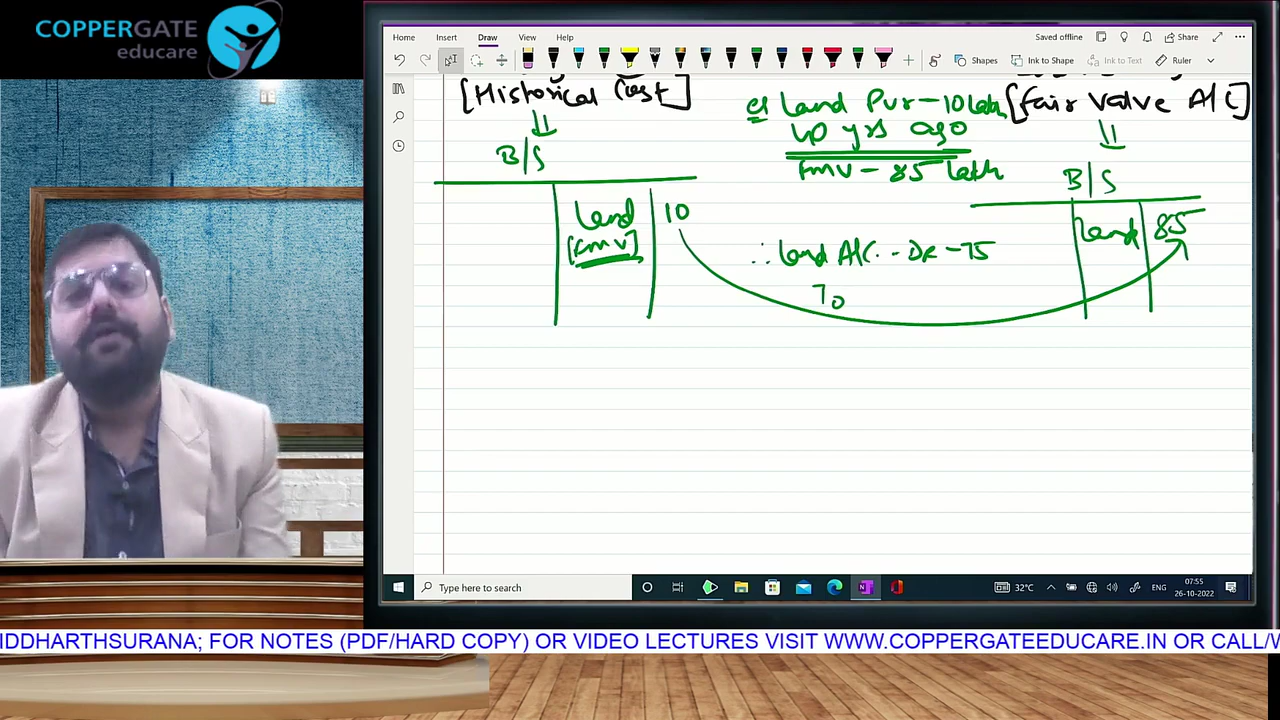 COPPERGATE
educare
Home Insert Draw View Help
Saved offline
Share
Shapes
Ink to Shape
Ink to Text
Ruler
[Historical Cost]
B/S
Land
[FMV]
10
eg Land Pur - 10 lakh
40 yrs ago
FMV - 85 lakh
∴ Land A/c. - Dr - 75
To
[Fair Value A/C]
B/S
Land
85
Type here to search
32°C
ENG
07:55
26-10-2022
IDDHARTHSURANA; FOR NOTES (PDF/HARD COPY) OR VIDEO LECTURES VISIT WWW.COPPERGATEEDUCARE.IN OR CALL/